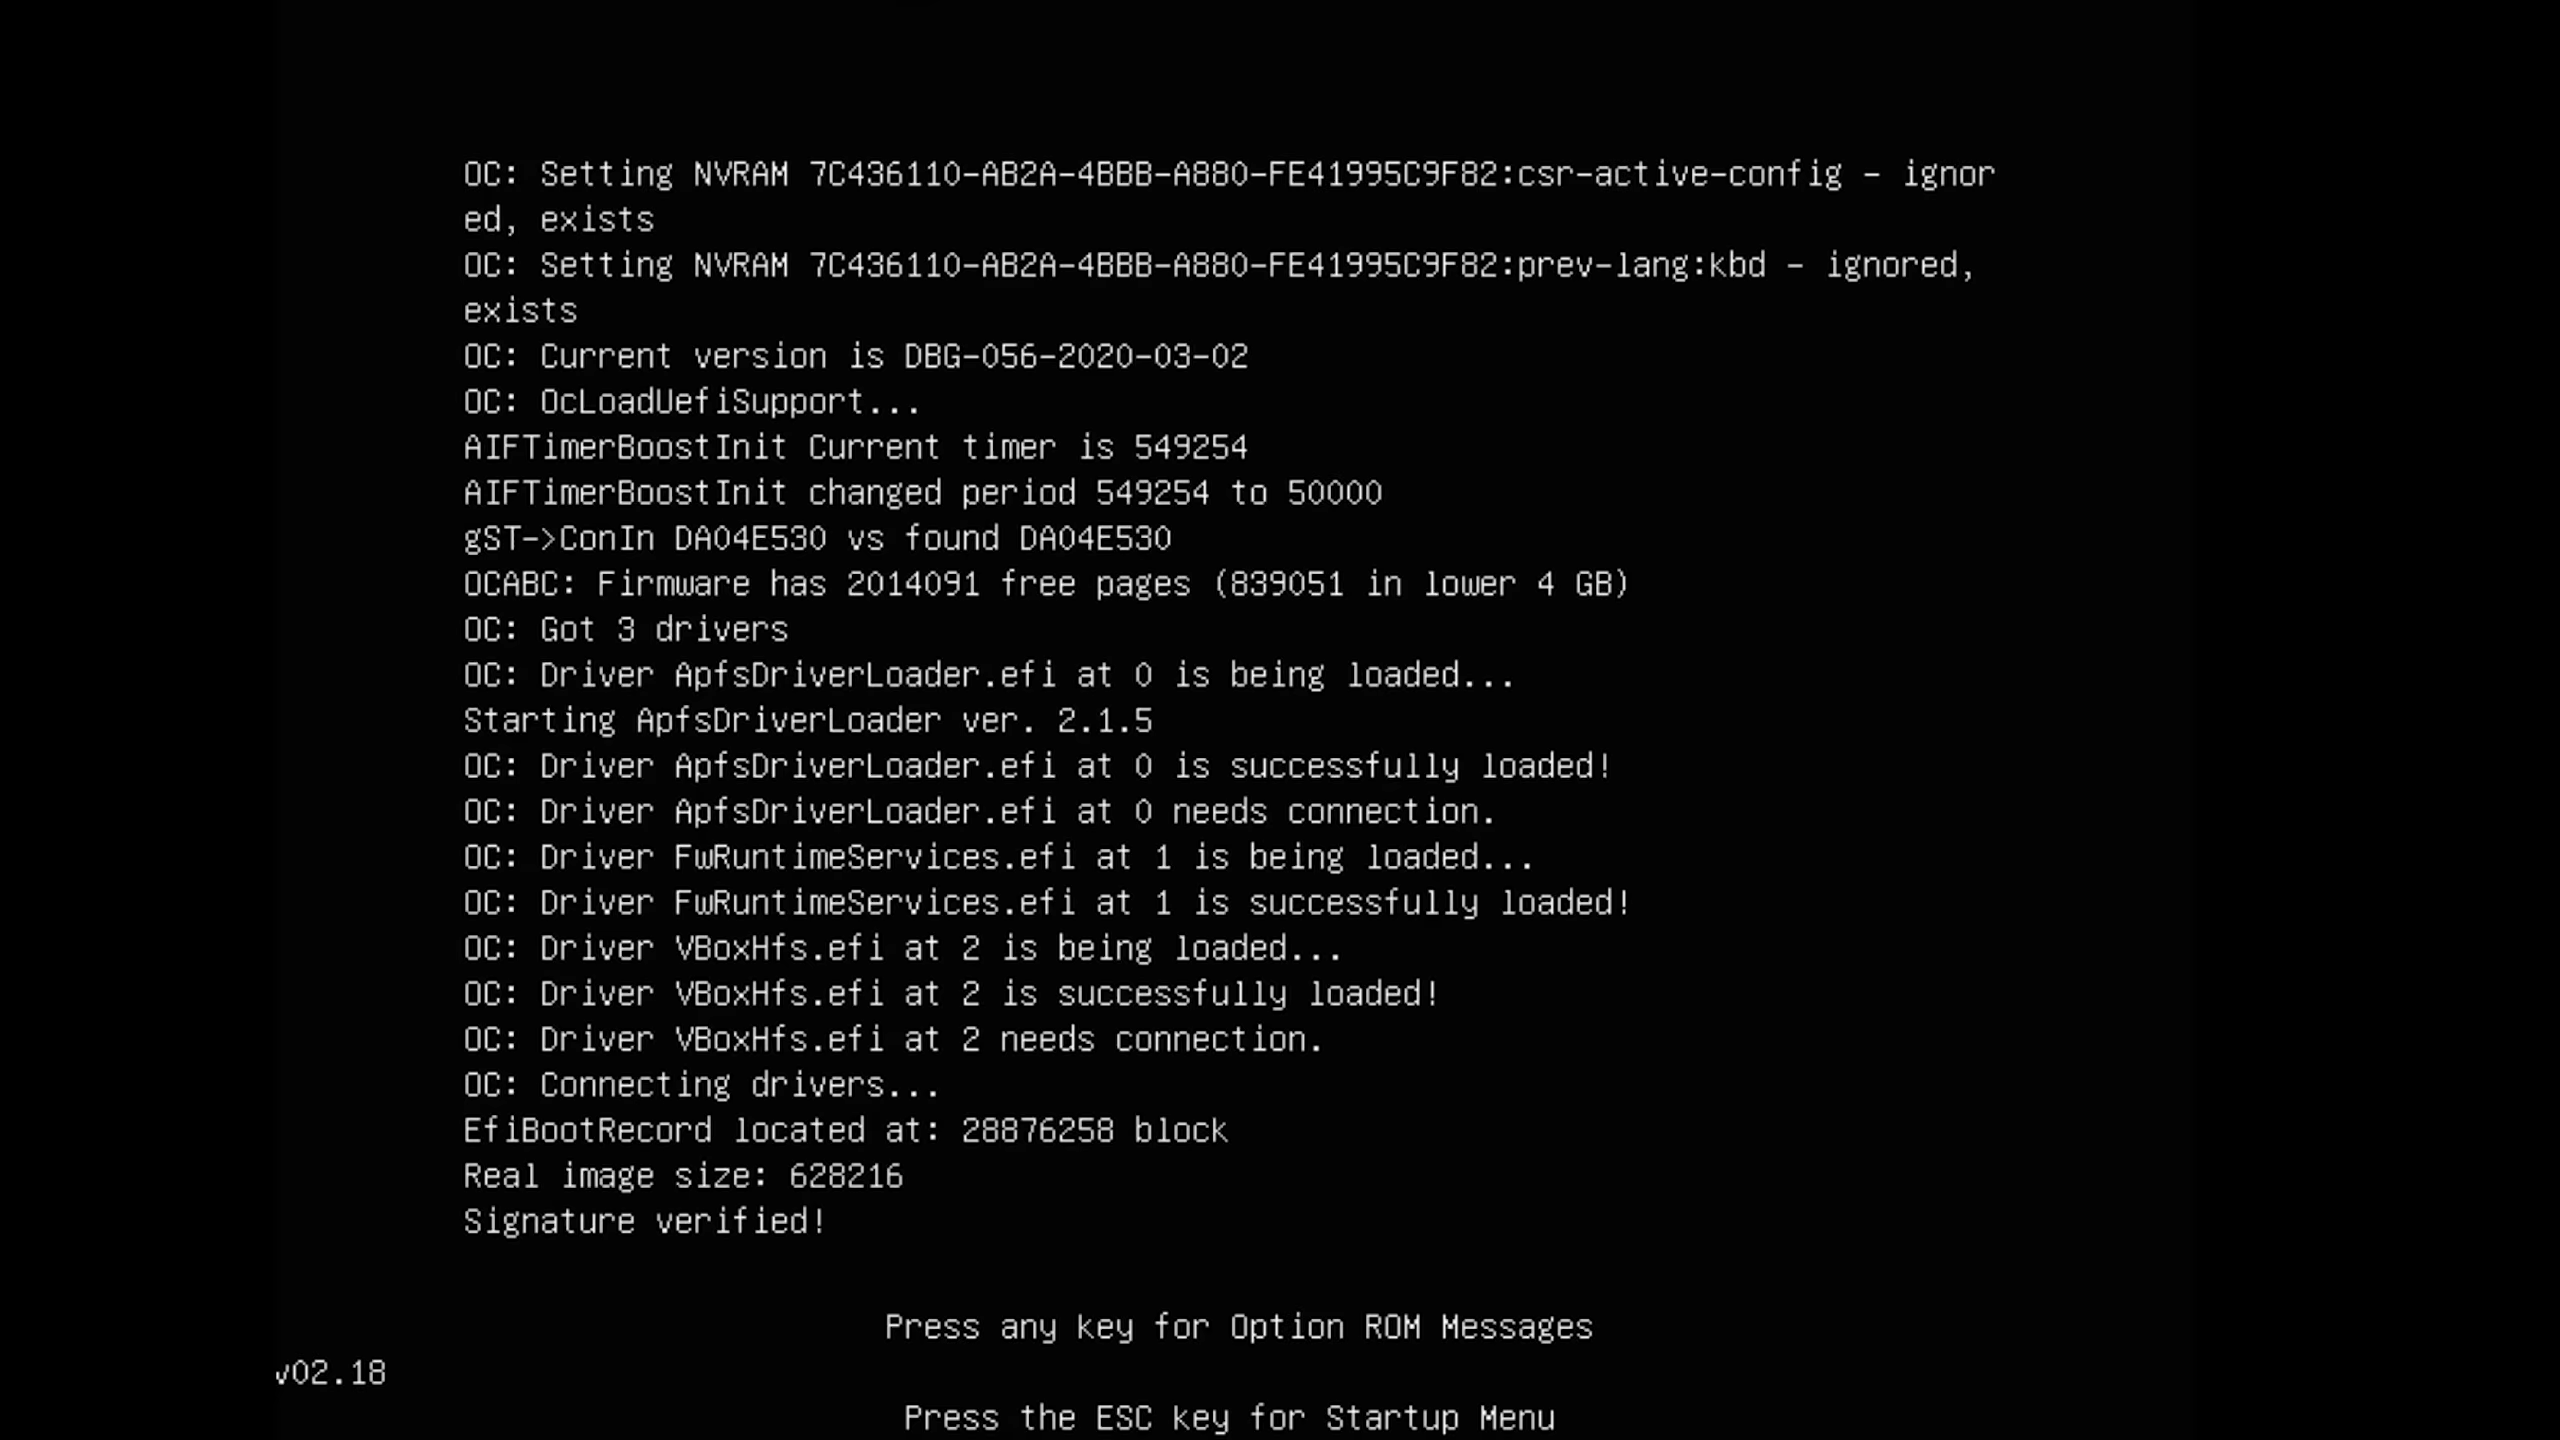 OC: Setting NVRAM 7C436110-AB2A-4BBB-A880-FE41995C9F82:csr-active-config - ignor
ed, exists
OC: Setting NVRAM 7C436110-AB2A-4BBB-A880-FE41995C9F82:prev-lang:kbd - ignored,
exists
OC: Current version is DBG-056-2020-03-02
OC: OcLoadUefiSupport...
AIFTimerBoostInit Current timer is 549254
AIFTimerBoostInit changed period 549254 to 50000
gST->ConIn DA04E530 vs found DA04E530
OCABC: Firmware has 2014091 free pages (839051 in lower 4 GB)
OC: Got 3 drivers
OC: Driver ApfsDriverLoader.efi at 0 is being loaded...
Starting ApfsDriverLoader ver. 2.1.5
OC: Driver ApfsDriverLoader.efi at 0 is successfully loaded!
OC: Driver ApfsDriverLoader.efi at 0 needs connection.
OC: Driver FwRuntimeServices.efi at 1 is being loaded...
OC: Driver FwRuntimeServices.efi at 1 is successfully loaded!
OC: Driver VBoxHfs.efi at 2 is being loaded...
OC: Driver VBoxHfs.efi at 2 is successfully loaded!
OC: Driver VBoxHfs.efi at 2 needs connection.
OC: Connecting drivers...
EfiBootRecord located at: 28876258 block
Real image size: 628216
Signature verified!
Press any key for Option ROM Messages
v02.18
Press the ESC key for Startup Menu